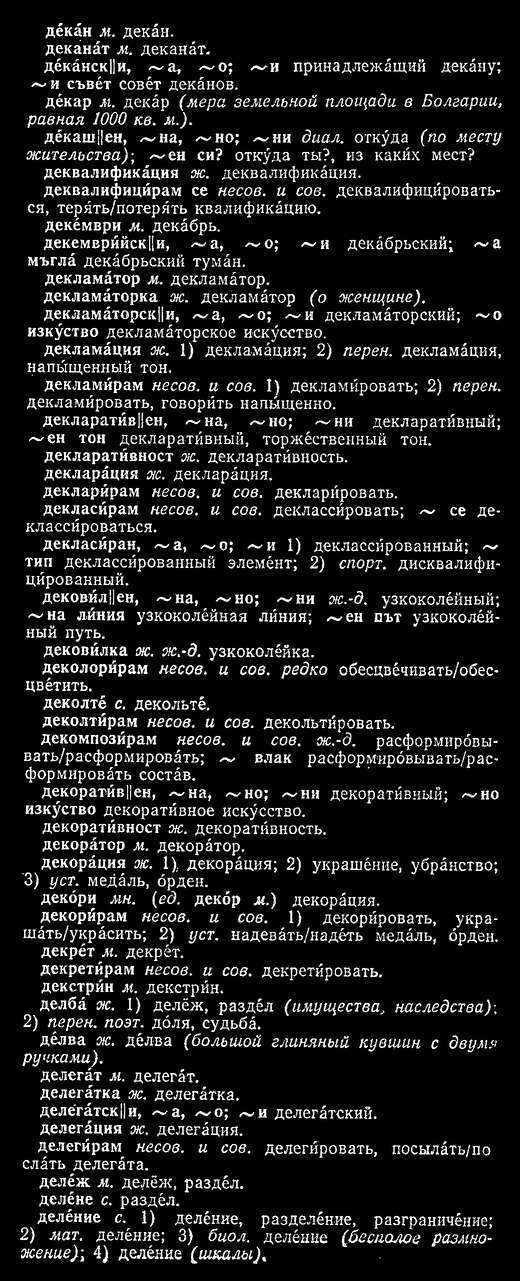 де́ка́н м. дека́н.
декана́т м. декана́т.
де́ка́нск||и, ~а, ~о; ~и принадлежа́щий дека́ну;
~и съве́т сове́т дека́нов.
де́кар м. дека́р (мера земельной площади в Болгарии,
равная 1000 кв. м.).
де́каш||ен, ~на, ~но; ~ни диал. отку́да (по месту
жительства); ~ен си? отку́да ты?, из каки́х мест?
деквалифика́ция ж. деквалифика́ция.
деквалифици́рам се несов. и сов. деквалифици́ровать-
ся, теря́ть/потеря́ть квалифика́цию.
деке́мври м. дека́брь.
декември́йск||и, ~а, ~о; ~и дека́брьский; ~а
мъгла́ дека́брьский тума́н.
деклама́тор м. деклама́тор.
деклама́торка ж. деклама́тор (о женщине).
деклама́торск||и, ~а, ~о; ~и деклама́торский; ~о
изку́ство деклама́торское иску́сство.
деклама́ция ж. 1) деклама́ция; 2) перен. деклама́ция,
напы́щенный тон.
деклами́рам несов. и сов. 1) деклами́ровать; 2) перен.
деклами́ровать, говори́ть напы́щенно.
декларати́в||ен, ~на, ~но; ~ни декларати́вный;
~ен тон декларати́вный, торже́ственный тон.
декларати́вност ж. декларати́вность.
деклара́ция ж. деклара́ция.
деклари́рам несов. и сов. деклари́ровать.
декласи́рам несов. и сов. деклассѝровать; ~ се де-
класси́роваться.
декласи́ран, ~а, ~о; ~и 1) деклассѝрованный; ~
тип деклассѝрованный элеме́нт; 2) спорт. дисквалифи-
ци́рованный.
декови́л||ен, ~на, ~но; ~ни ж.-д. узкоколе́йный;
~на ли́ния узкоколе́йная ли́ния; ~ен път узкоколе́й-
ный путь.
декови́лка ж. ж.-д. узкоколе́йка.
деколори́рам несов. и сов. редко обесцве́чивать/обес-
цве́тить.
деколте́ с. декольте́.
деколти́рам несов. и сов. декольти́ровать.
декомпози́рам несов. и сов. ж.-д. расформиро́вы-
вать/расформирова́ть; ~ влак расформиро́вывать/рас-
формирова́ть соста́в.
декорати́в||ен, ~на, ~но; ~ни декорати́вный; ~но
изку́ство декорати́вное иску́сство.
декорати́вност ж. декорати́вность.
декора́тор м. декора́тор.
декора́ция ж. 1) декора́ция; 2) украше́ние, убра́нство;
3) уст. меда́ль, о́рден.
деко́ри мн. (ед. деко́р м.) декора́ция.
декори́рам несов. и сов. 1) декори́ровать, укра-
ша́ть/укра́сить; 2) уст. надева́ть/наде́ть меда́ль, о́рден.
декре́т м. декре́т.
декрети́рам несов. и сов. декрети́ровать.
декстри́н м. декстри́н.
делба́ ж. 1) делёж, разде́л (имущества, наследства);
2) перен. поэт. до́ля, судьба́.
де́лва ж. де́лва (большой глиняный кувшин с двумя
ручками).
делега́т м. делега́т.
делега́тка ж. делега́тка.
делега́тск||и, ~а, ~о; ~и делега́тский.
делега́ция ж. делега́ция.
делеги́рам несов. и сов. делеги́ровать, посыла́ть/по
сла́ть делега́та.
деле́ж м. делёж, разде́л.
деле́не с. разде́л.
деле́ние с. 1) деле́ние, разделе́ние, разграниче́ние;
2) мат. деле́ние; 3) биол. деле́ние (бесполое размно-
жение); 4) деле́ние (шкалы).